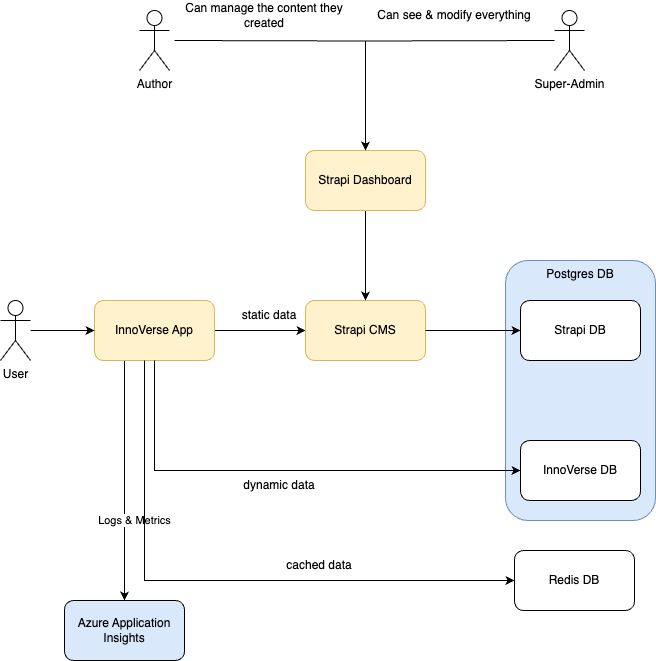 Can manage the content they
created
Can see & modify everything
Author
Super-Admin
Strapi Dashboard
Postgres DB
InnoVerse App
static data
Strapi CMS
Strapi DB
User
InnoVerse DB
dynamic data
Logs & Metrics
cached data
Redis DB
Azure Application
Insights